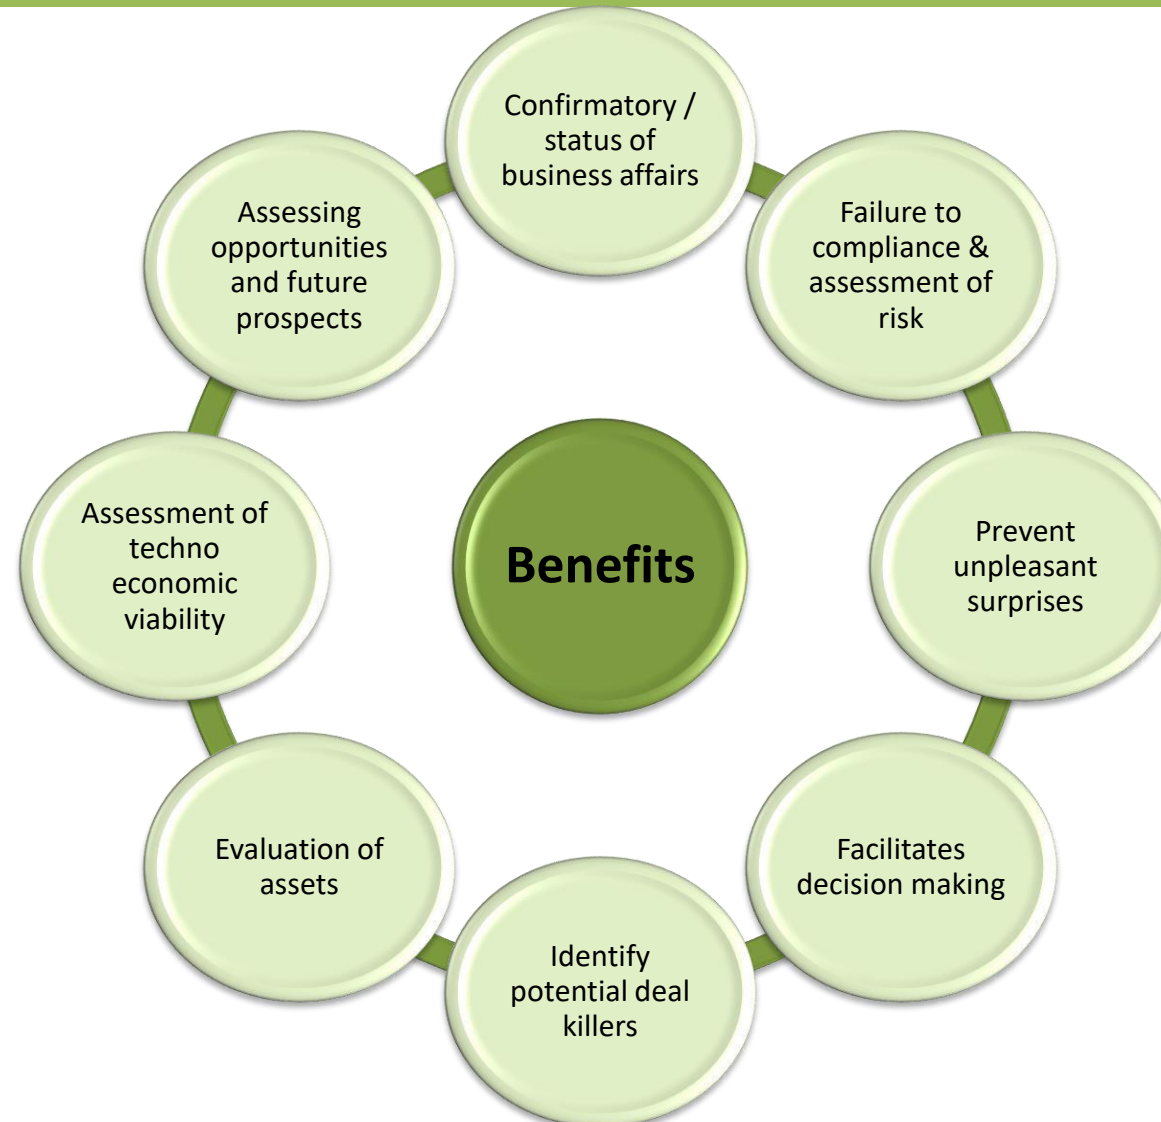 Confirmatory /
status of
business affairs
Failure to
compliance &
assessment of
risk
Prevent
unpleasant
surprises
Facilitates
decision making
Identify
potential deal
killers
Evaluation of
assets
Assessment of
techno
economic
viability
Assessing
opportunities
and future
prospects
Benefits